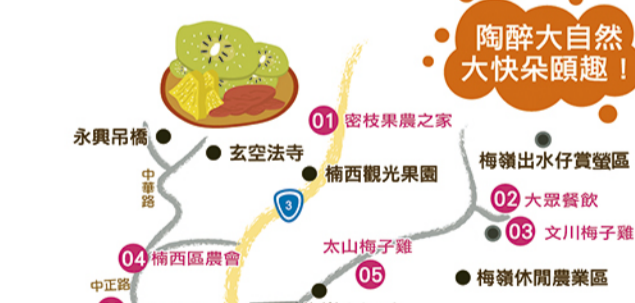 陶醉大自然
大快朵頤趣！
01 密枝果農之家
永興吊橋
玄空法寺
梅嶺出水仔賞螢區
楠西觀光果園
中華路
02 大眾餐飲
3
03 文川梅子雞
太山梅子雞
04 楠西區農會
05
梅嶺休閒農業區
中正路